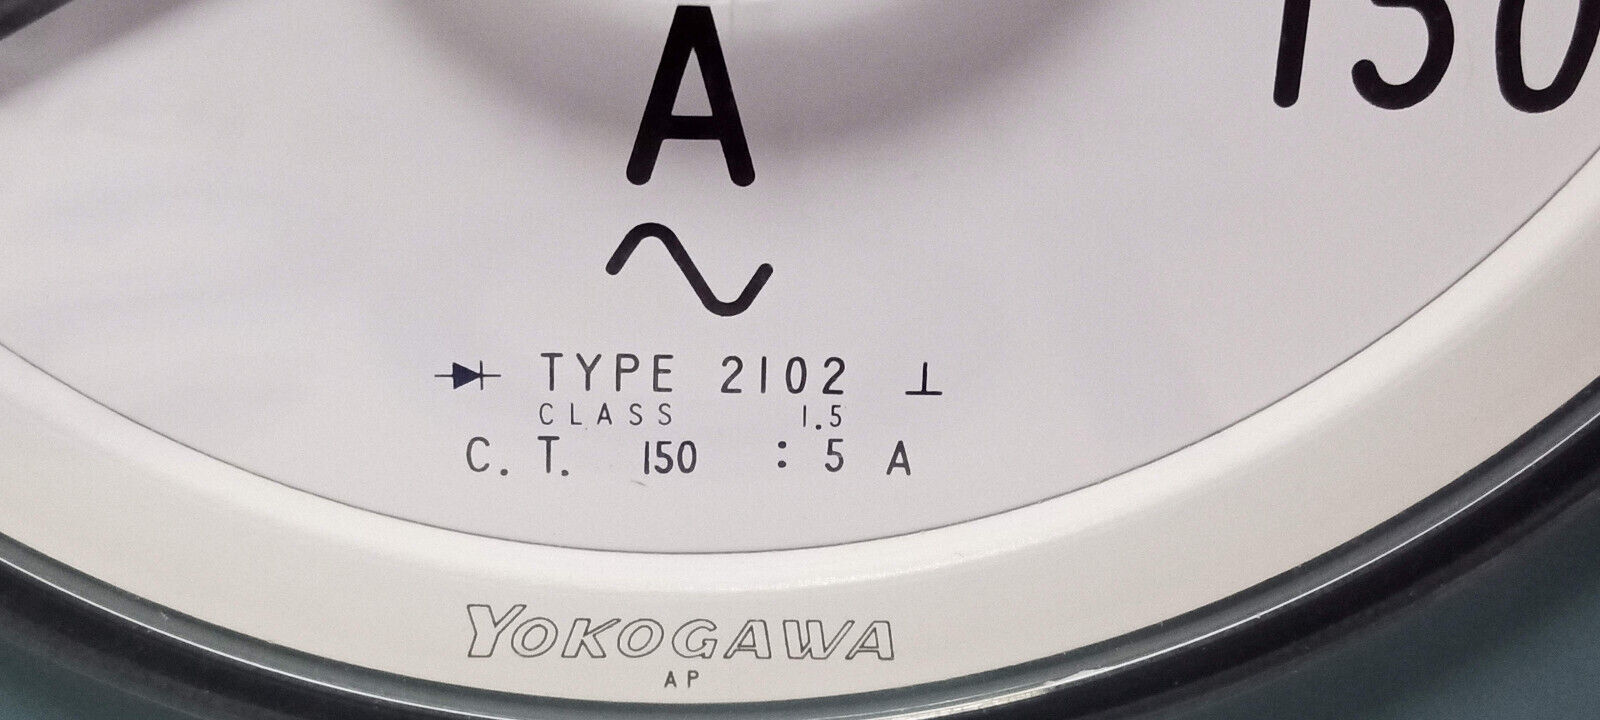 150
A
TYPE 2102
CLASS 1.5
C. T. 150 : 5 A
YOKOGAWA
AP